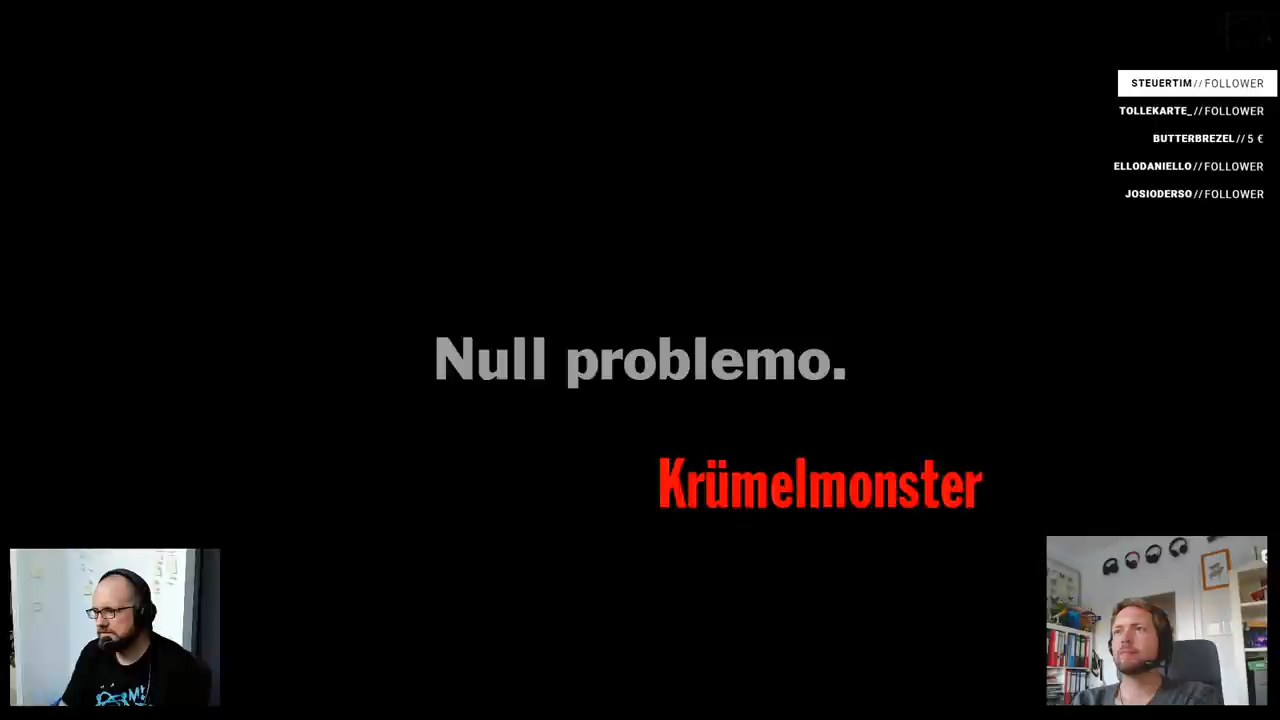 STEUERTIM // FOLLOWER
TOLLEKARTE_ // FOLLOWER
BUTTERBREZEL // 5 €
ELLODANIELLO // FOLLOWER
JOSIODERSO // FOLLOWER
Null problemo.
Krümelmonster